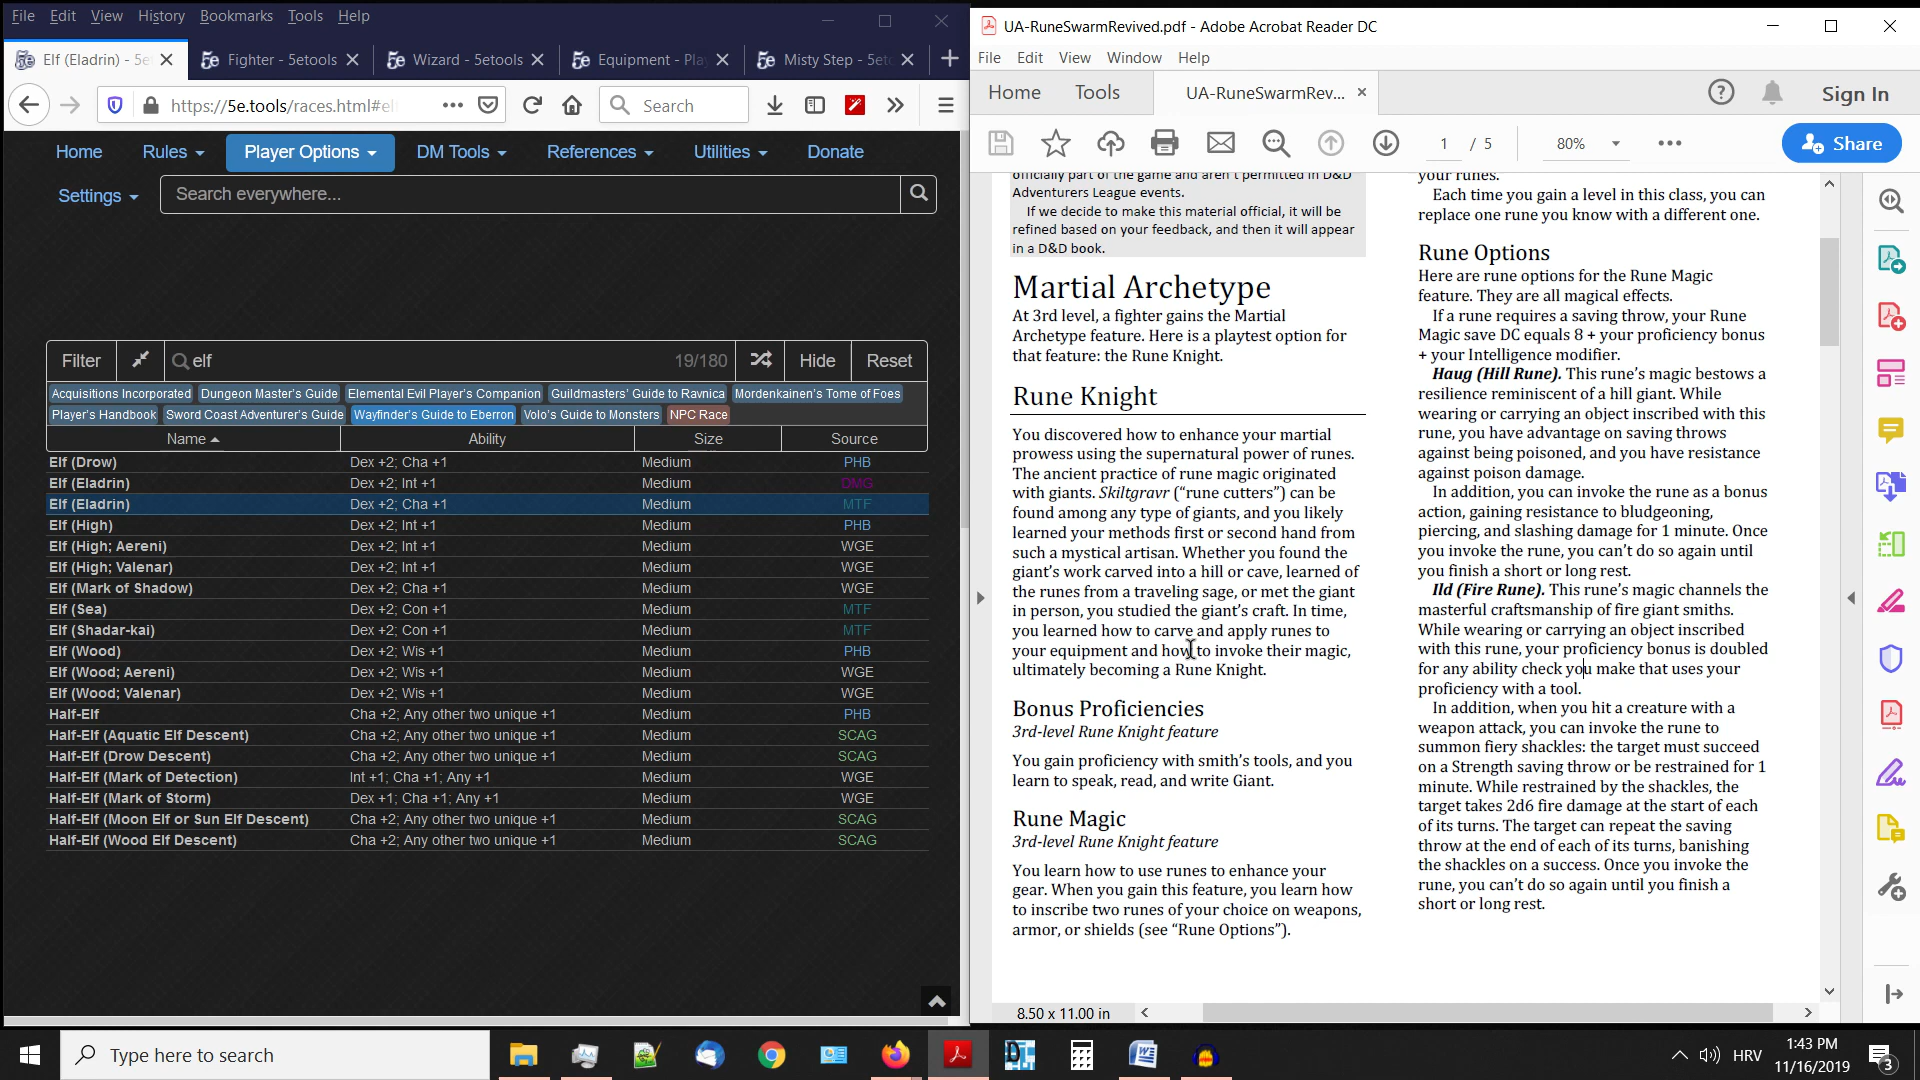 File Edit View History Bookmarks Tools Help
Elf (Eladrin) - 5e
Fighter - 5etools
Wizard - 5etools
Equipment - Play
Misty Step - 5eto
https://5e.tools/races.html#el
Search
Home Rules Player Options DM Tools References Utilities Donate
Settings
Search everywhere...
Filter elf 19/180 Hide Reset
Acquisitions Incorporated Dungeon Master's Guide Elemental Evil Player's Companion Guildmasters' Guide to Ravnica Mordenkainen's Tome of Foes
Player's Handbook Sword Coast Adventurer's Guide Wayfinder's Guide to Eberron Volo's Guide to Monsters NPC Race
Name Ability Size Source
Elf (Drow) Dex +2; Cha +1 Medium PHB
Elf (Eladrin) Dex +2; Int +1 Medium DMG
Elf (Eladrin) Dex +2; Cha +1 Medium MTF
Elf (High) Dex +2; Int +1 Medium PHB
Elf (High; Aereni) Dex +2; Int +1 Medium WGE
Elf (High; Valenar) Dex +2; Int +1 Medium WGE
Elf (Mark of Shadow) Dex +2; Cha +1 Medium WGE
Elf (Sea) Dex +2; Con +1 Medium MTF
Elf (Shadar-kai) Dex +2; Con +1 Medium MTF
Elf (Wood) Dex +2; Wis +1 Medium PHB
Elf (Wood; Aereni) Dex +2; Wis +1 Medium WGE
Elf (Wood; Valenar) Dex +2; Wis +1 Medium WGE
Half-Elf Cha +2; Any other two unique +1 Medium PHB
Half-Elf (Aquatic Elf Descent) Cha +2; Any other two unique +1 Medium SCAG
Half-Elf (Drow Descent) Cha +2; Any other two unique +1 Medium SCAG
Half-Elf (Mark of Detection) Int +1; Cha +1; Any +1 Medium WGE
Half-Elf (Mark of Storm) Dex +1; Cha +1; Any +1 Medium WGE
Half-Elf (Moon Elf or Sun Elf Descent) Cha +2; Any other two unique +1 Medium SCAG
Half-Elf (Wood Elf Descent) Cha +2; Any other two unique +1 Medium SCAG
UA-RuneSwarmRevived.pdf - Adobe Acrobat Reader DC
File Edit View Window Help
Home Tools UA-RuneSwarmRev... Sign In
1 / 5 80% Share
officially part of the game and aren't permitted in D&D
Adventurers League events.
If we decide to make this material official, it will be
refined based on your feedback, and then it will appear
in a D&D book.
Martial Archetype
At 3rd level, a fighter gains the Martial
Archetype feature. Here is a playtest option for
that feature: the Rune Knight.
Rune Knight
You discovered how to enhance your martial
prowess using the supernatural power of runes.
The ancient practice of rune magic originated
with giants. Skiltgravr (“rune cutters”) can be
found among any type of giants, and you likely
learned your methods first or second hand from
such a mystical artisan. Whether you found the
giant's work carved into a hill or cave, learned of
the runes from a traveling sage, or met the giant
in person, you studied the giant's craft. In time,
you learned how to carve and apply runes to
your equipment and how to invoke their magic,
ultimately becoming a Rune Knight.
Bonus Proficiencies
3rd-level Rune Knight feature
You gain proficiency with smith's tools, and you
learn to speak, read, and write Giant.
Rune Magic
3rd-level Rune Knight feature
You learn how to use runes to enhance your
gear. When you gain this feature, you learn how
to inscribe two runes of your choice on weapons,
armor, or shields (see “Rune Options”).
your runes.
Each time you gain a level in this class, you can
replace one rune you know with a different one.
Rune Options
Here are rune options for the Rune Magic
feature. They are all magical effects.
If a rune requires a saving throw, your Rune
Magic save DC equals 8 + your proficiency bonus
+ your Intelligence modifier.
Haug (Hill Rune). This rune's magic bestows a
resilience reminiscent of a hill giant. While
wearing or carrying an object inscribed with this
rune, you have advantage on saving throws
against being poisoned, and you have resistance
against poison damage.
In addition, you can invoke the rune as a bonus
action, gaining resistance to bludgeoning,
piercing, and slashing damage for 1 minute. Once
you invoke the rune, you can't do so again until
you finish a short or long rest.
Ild (Fire Rune). This rune's magic channels the
masterful craftsmanship of fire giant smiths.
While wearing or carrying an object inscribed
with this rune, your proficiency bonus is doubled
for any ability check you make that uses your
proficiency with a tool.
In addition, when you hit a creature with a
weapon attack, you can invoke the rune to
summon fiery shackles: the target must succeed
on a Strength saving throw or be restrained for 1
minute. While restrained by the shackles, the
target takes 2d6 fire damage at the start of each
of its turns. The target can repeat the saving
throw at the end of each of its turns, banishing
the shackles on a success. Once you invoke the
rune, you can't do so again until you finish a
short or long rest.
8.50 x 11.00 in
Type here to search
HRV
1:43 PM
11/16/2019
3